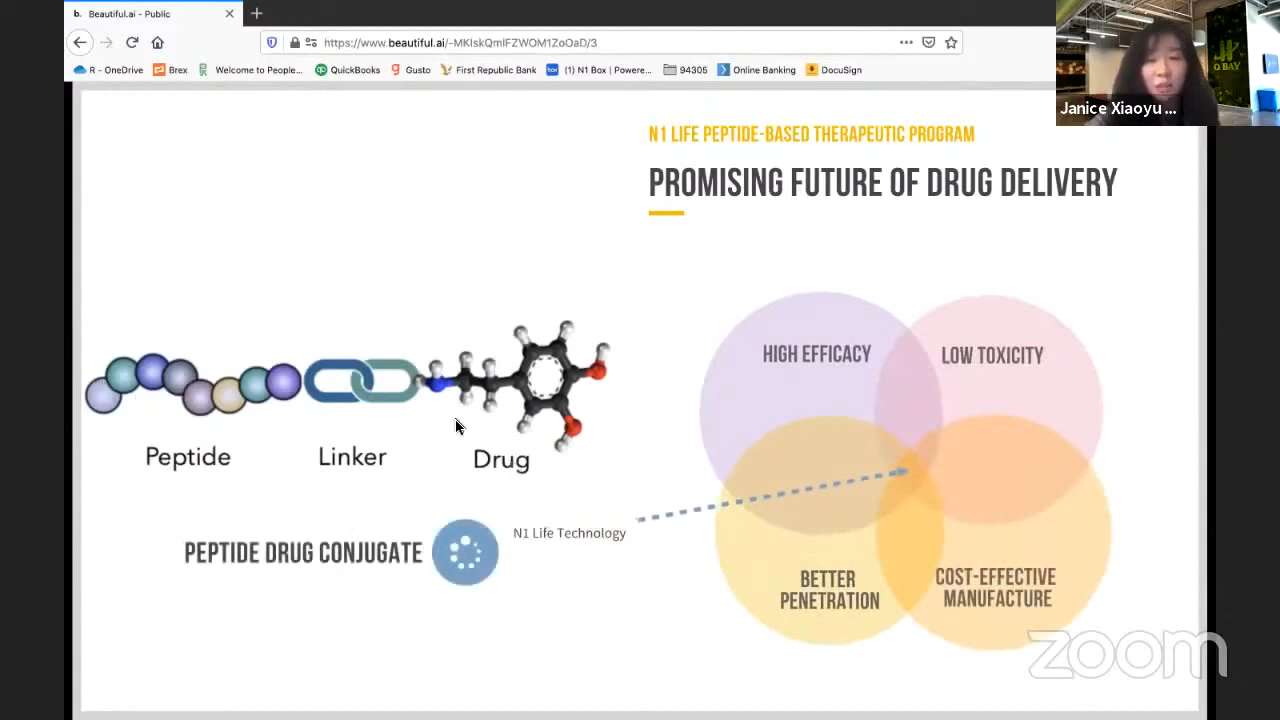 b. Beautiful.ai - Public
https://www.beautiful.ai/-MKIskQmIFZWOM1ZoOaD/3
R - OneDrive
Brex
Welcome to People...
QuickBooks
Gusto
First Republic Bank
box
(1) N1 Box | Powere...
94305
Online Banking
DocuSign
Q BAY
Janice Xiaoyu ...
N1 LIFE PEPTIDE-BASED THERAPEUTIC PROGRAM
PROMISING FUTURE OF DRUG DELIVERY
Peptide
Linker
Drug
PEPTIDE DRUG CONJUGATE
N1 Life Technology
HIGH EFFICACY
LOW TOXICITY
BETTER
PENETRATION
COST-EFFECTIVE
MANUFACTURE
zoom